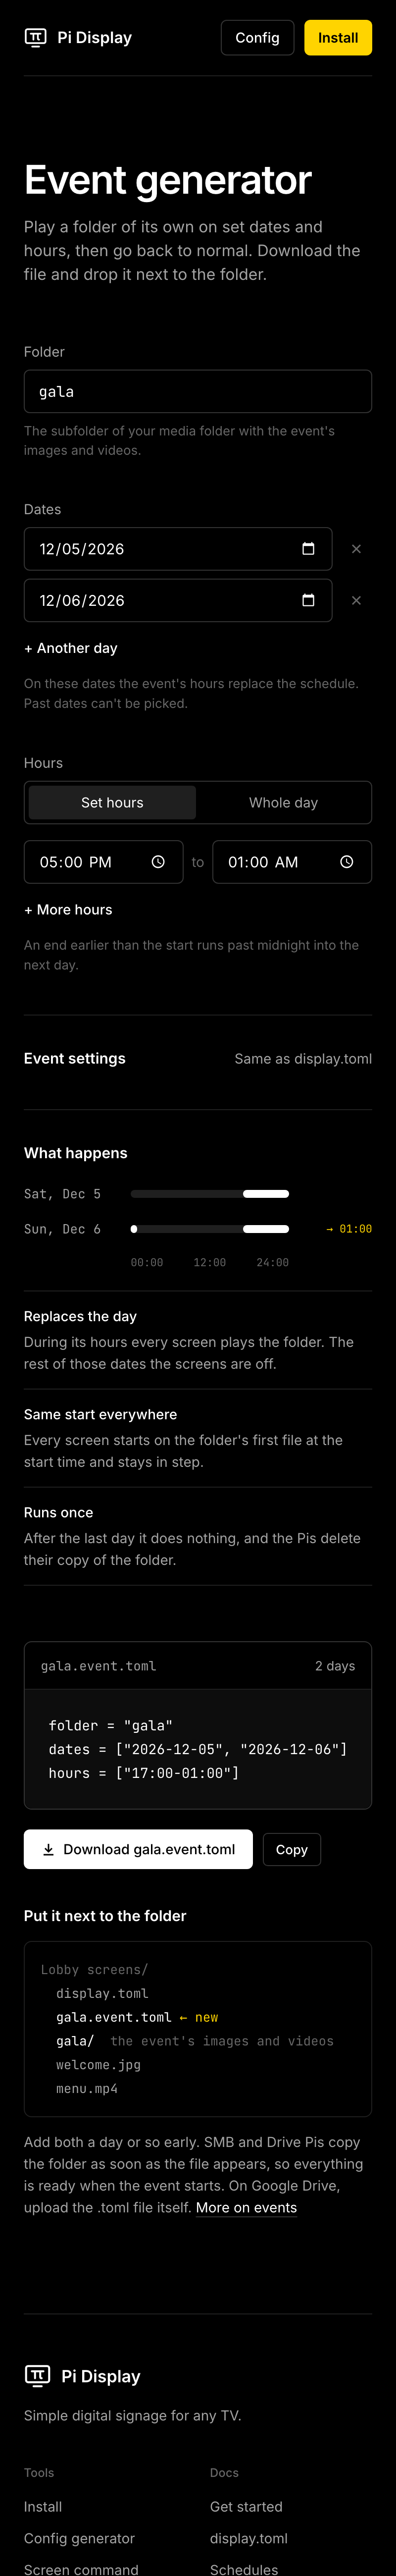 Pi Display
Config
Install
Event generator
Play a folder of its own on set dates and
hours, then go back to normal. Download the
file and drop it next to the folder.
Folder
gala
The subfolder of your media folder with the event's
images and videos.
Dates
12/05/2026
×
12/06/2026
×
+ Another day
On these dates the event's hours replace the schedule.
Past dates can't be picked.
Hours
Set hours
Whole day
05:00 PM
to
01:00 AM
+ More hours
An end earlier than the start runs past midnight into the
next day.
Event settings
Same as display.toml
What happens
Sat, Dec 5
Sun, Dec 6
→ 01:00
00:00
12:00
24:00
Replaces the day
During its hours every screen plays the folder. The
rest of those dates the screens are off.
Same start everywhere
Every screen starts on the folder's first file at the
start time and stays in step.
Runs once
After the last day it does nothing, and the Pis delete
their copy of the folder.
gala.event.toml
2 days
folder = "gala"
dates = ["2026-12-05", "2026-12-06"]
hours = ["17:00-01:00"]
Download gala.event.toml
Copy
Put it next to the folder
Lobby screens/
display.toml
gala.event.toml ← new
gala/ the event's images and videos
welcome.jpg
menu.mp4
Add both a day or so early. SMB and Drive Pis copy
the folder as soon as the file appears, so everything
is ready when the event starts. On Google Drive,
upload the .toml file itself. More on events
Pi Display
Simple digital signage for any TV.
Tools
Docs
Install
Get started
Config generator
display.toml
Screen command
Schedules